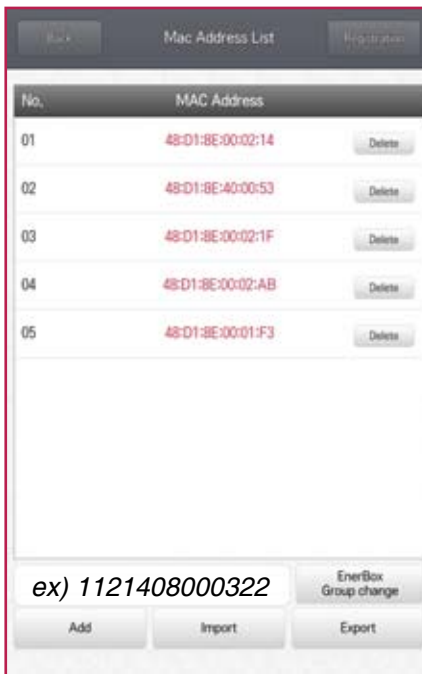 Back Mac Address List Registration
No. MAC Address
01 48:D1:8E:00:02:14 Delete
02 48:D1:8E:40:00:53 Delete
03 48:D1:8E:00:02:1F Delete
04 48:D1:8E:00:02:AB Delete
05 48:D1:8E:00:01:F3 Delete
ex) 1121408000322 EnerBox
Group change
Add Import Export